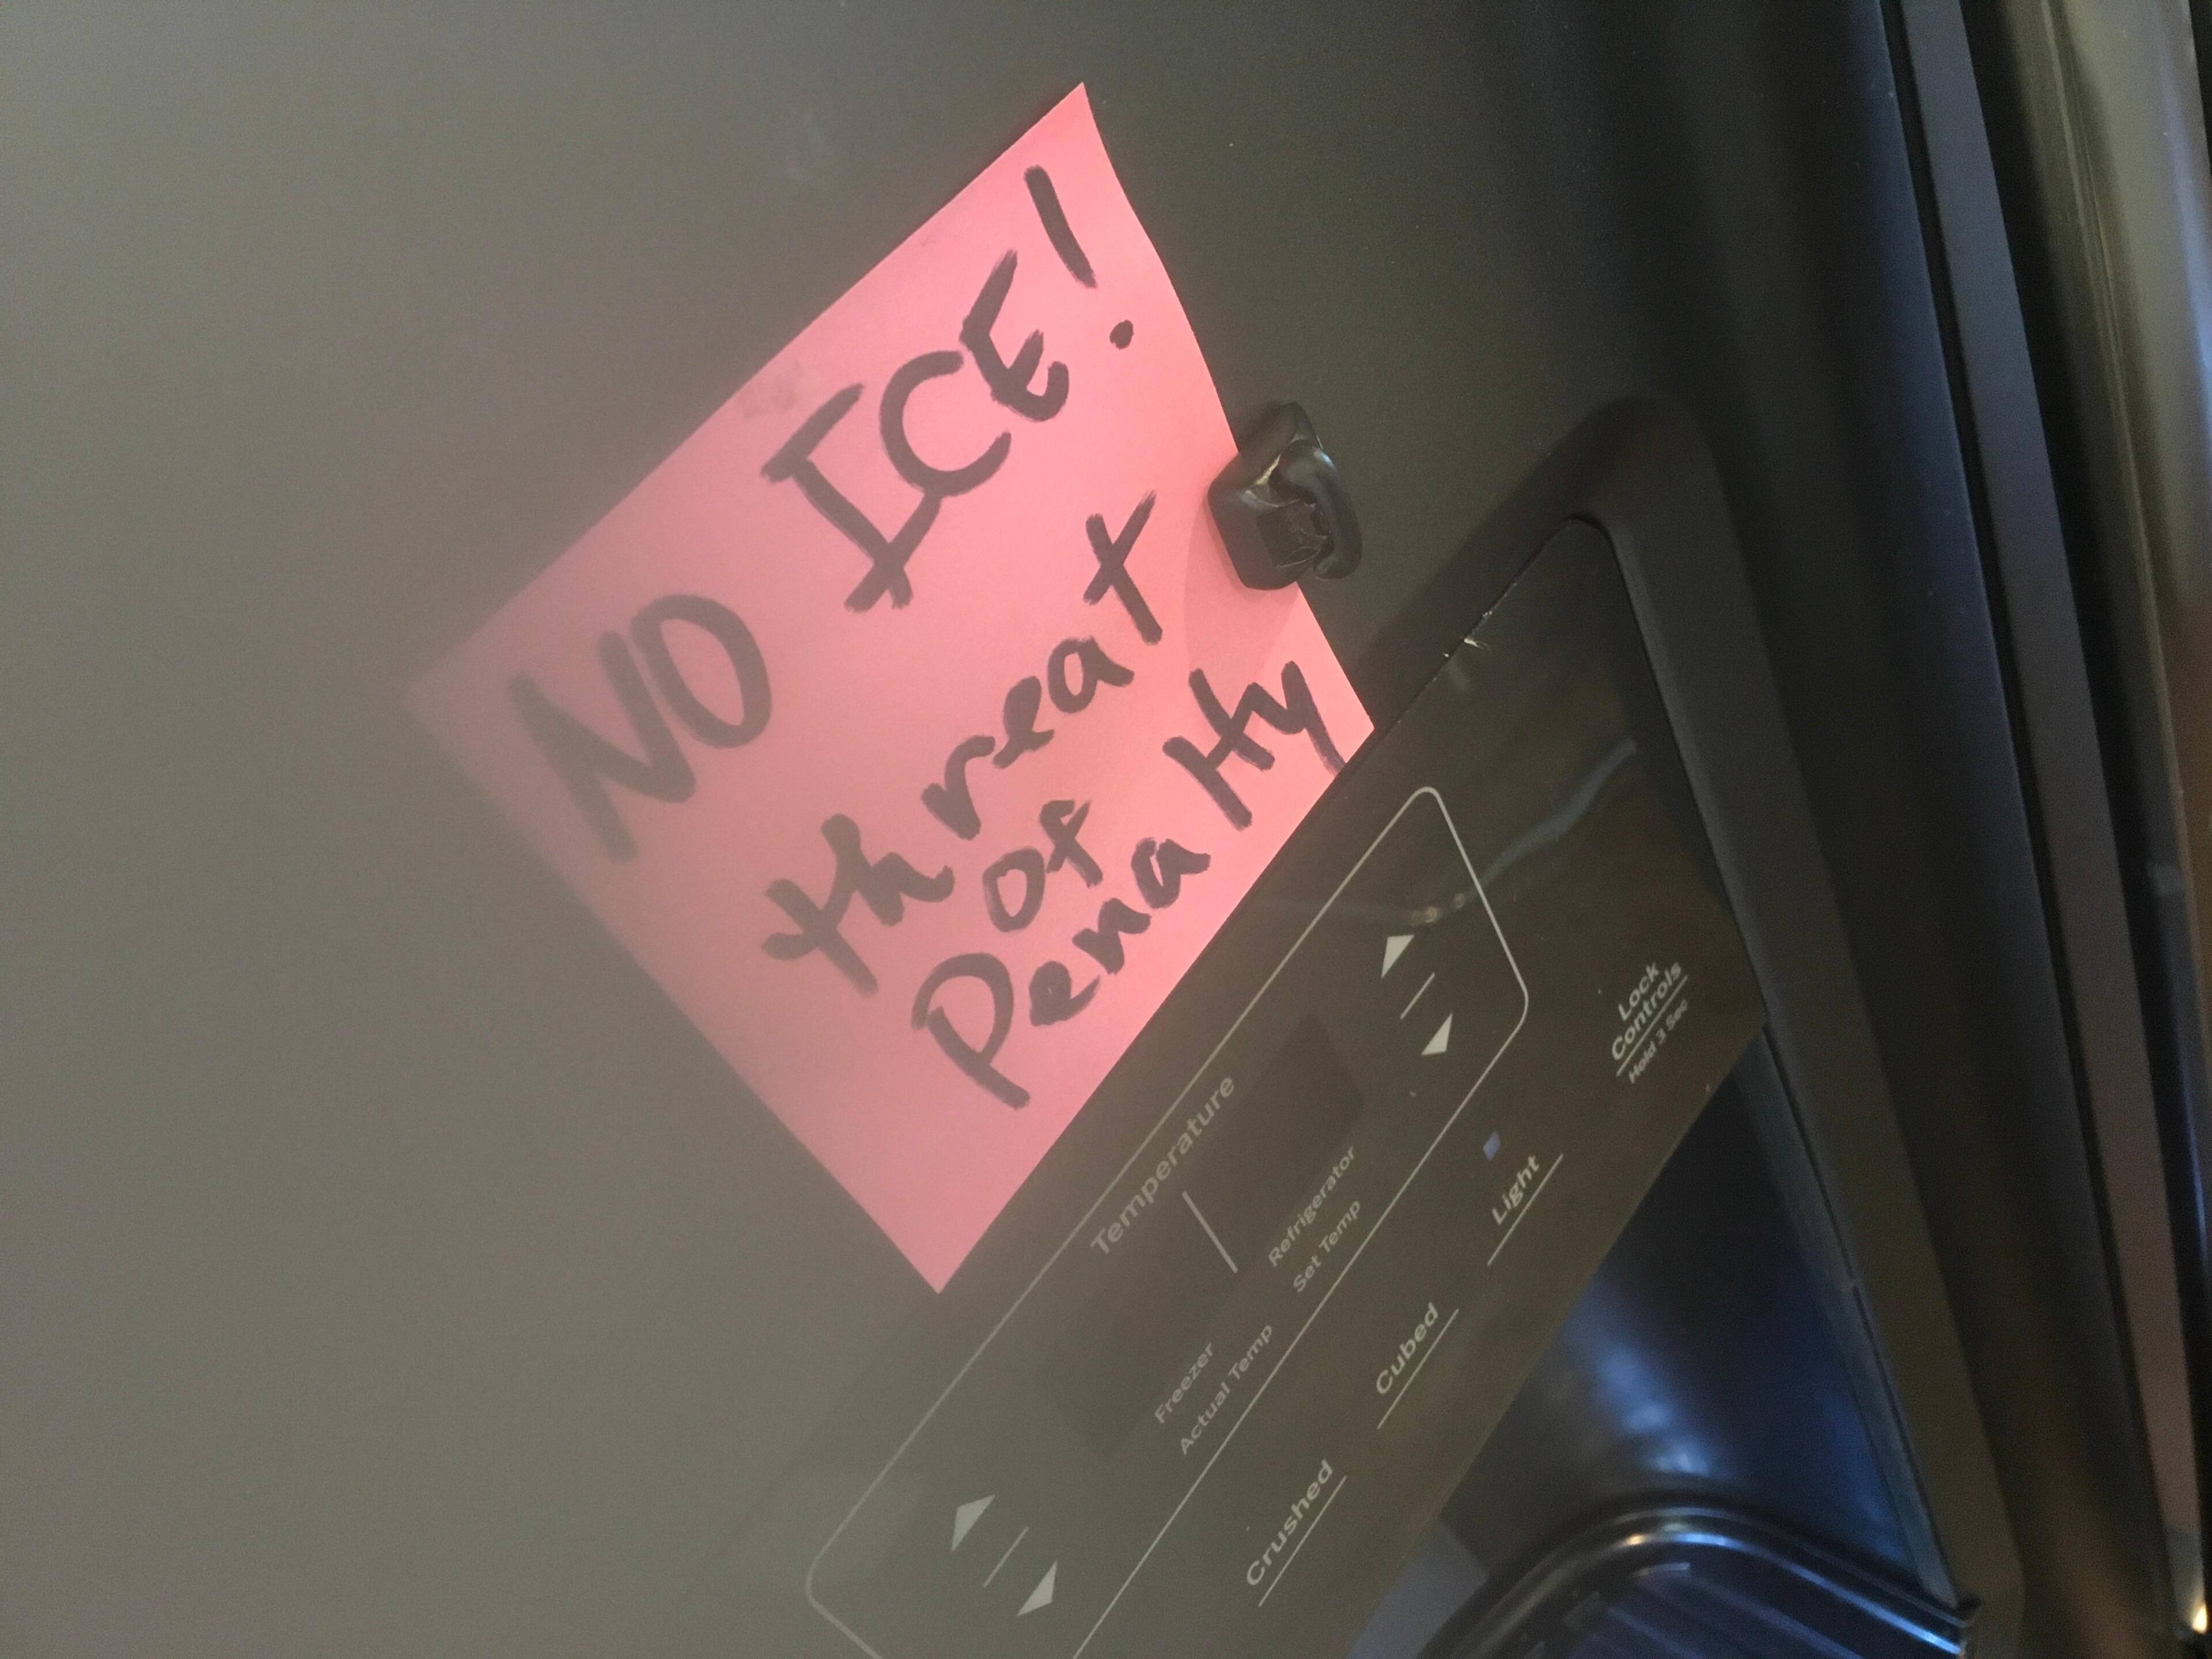 NO ICE!
threat
of
Penalty
Temperature
Freezer
Actual Temp
Refrigerator
Set Temp
Crushed
Cubed
Light
Lock
Controls
Hold 3 Sec